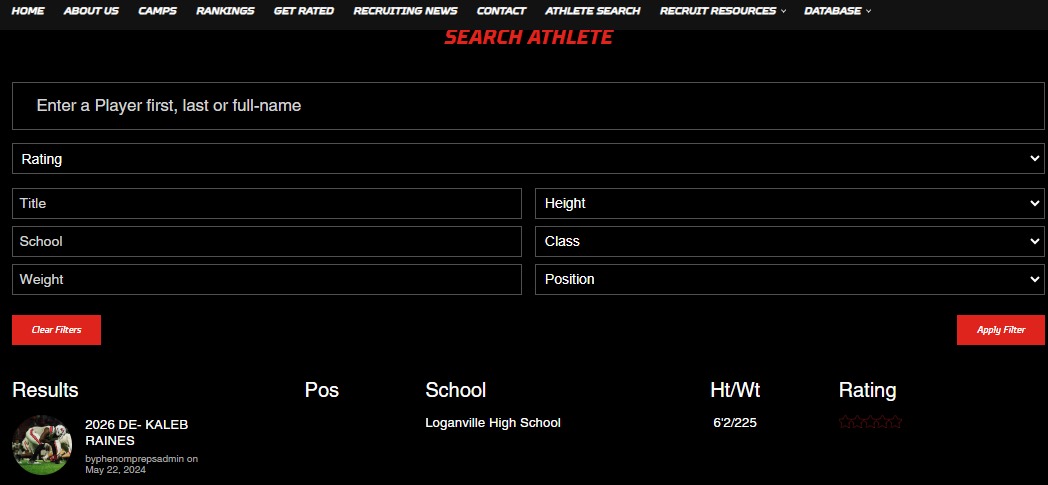 HOME ABOUT US CAMPS RANKINGS GET RATED RECRUITING NEWS CONTACT ATHLETE SEARCH RECRUIT RESOURCES DATABASE
SEARCH ATHLETE
Enter a Player first, last or full-name
Rating
Title Height
School Class
Weight Position
Clear Filters Apply Filter
Results Pos School Ht/Wt Rating
2026 DE- KALEB Loganville High School 6'2/225
RAINES
byphenomprepsadmin on
May 22, 2024